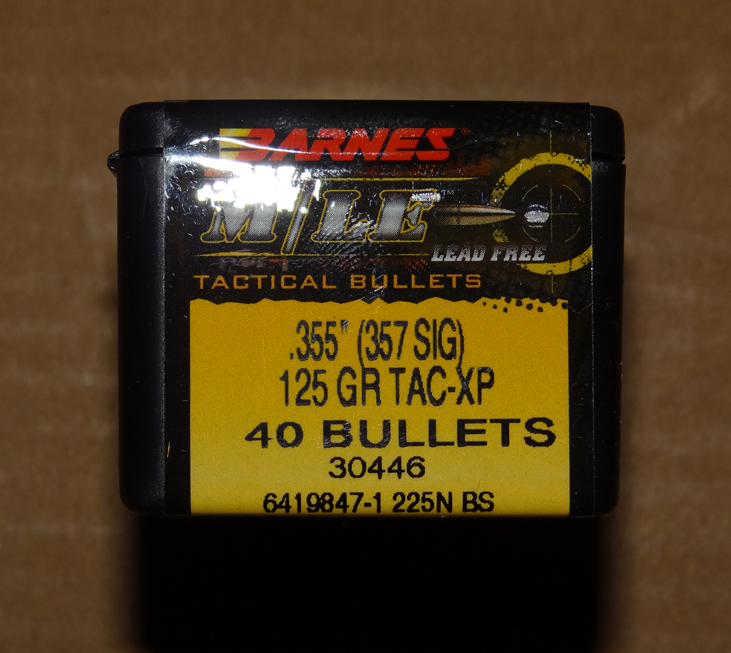 BARNES
M/LE
LEAD FREE
TACTICAL BULLETS
.355" (357 SIG)
125 GR TAC-XP
40 BULLETS
30446
6419847-1 225N BS